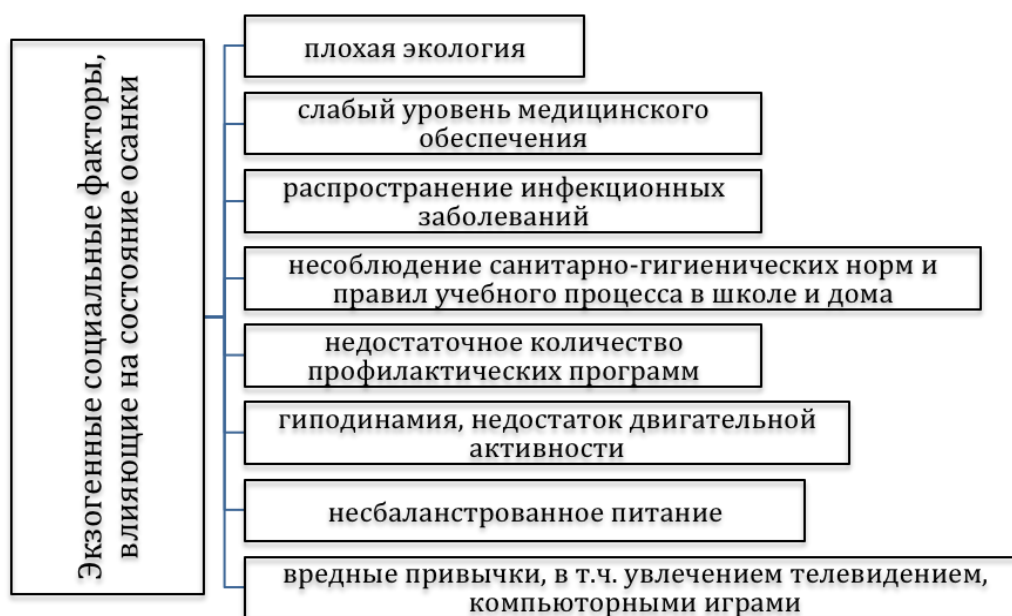 Экзогенные социальные факторы,
влияющие на состояние осанки
плохая экология
слабый уровень медицинского
обеспечения
распространение инфекционных
заболеваний
несоблюдение санитарно-гигиенических норм и
правил учебного процесса в школе и дома
недостаточное количество
профилактических программ
гиподинамия, недостаток двигательной
активности
несбаланстрованное питание
вредные привычки, в т.ч. увлечением телевидением,
компьюторными играми